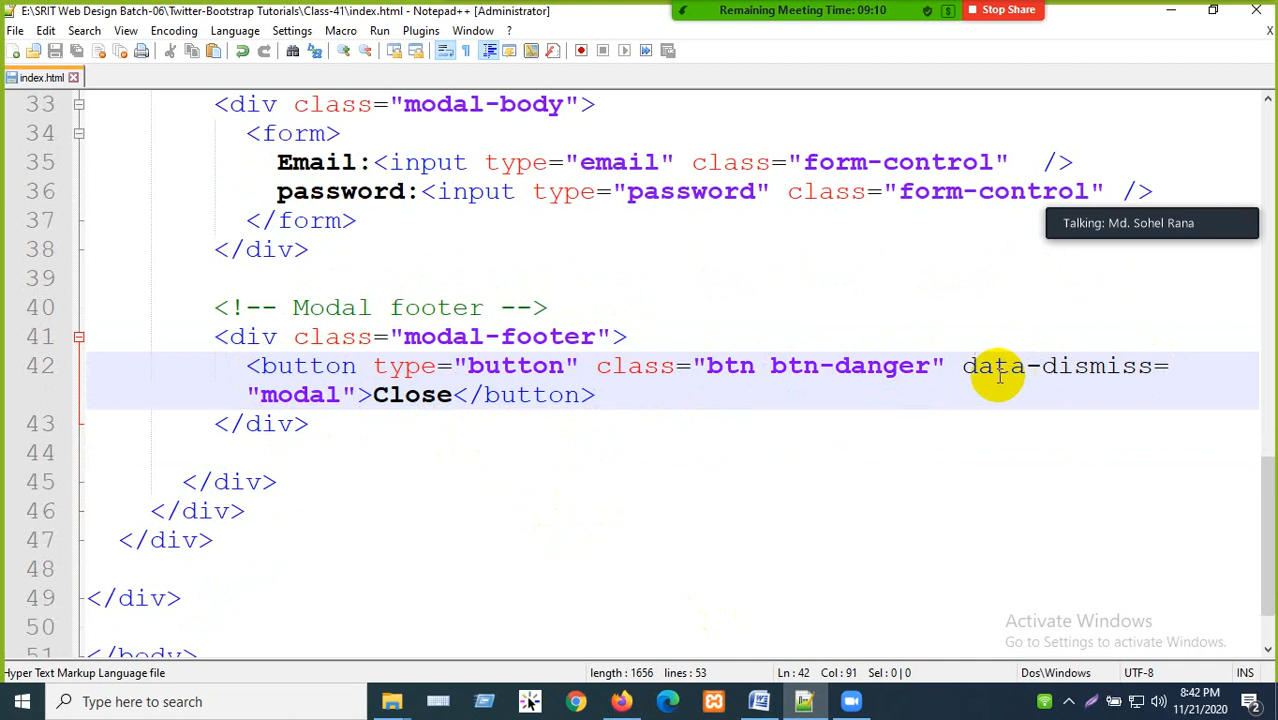 E:\SRIT Web Design Batch-06\Twitter-Bootstrap Tutorials\Class-41\index.html - Notepad++ [Administrator]
Remaining Meeting Time: 09:10
Stop Share
File Edit Search View Encoding Language Settings Macro Run Plugins Window ?
X
index.html
33 <div class="modal-body">
34 <form>
35 Email:<input type="email" class="form-control" />
36 password:<input type="password" class="form-control" />
37 </form>
Talking: Md. Sohel Rana
38 </div>
39
40 <!-- Modal footer -->
41 <div class="modal-footer">
42 <button type="button" class="btn btn-danger" data-dismiss=
"modal">Close</button>
43 </div>
44
45 </div>
46 </div>
47 </div>
48
49 </div>
50
51 </body>
Activate Windows
Go to Settings to activate Windows.
Hyper Text Markup Language file length : 1656 lines : 53 Ln : 42 Col : 91 Sel : 0 | 0 Dos\Windows UTF-8 INS
Type here to search
8:42 PM
11/21/2020
2